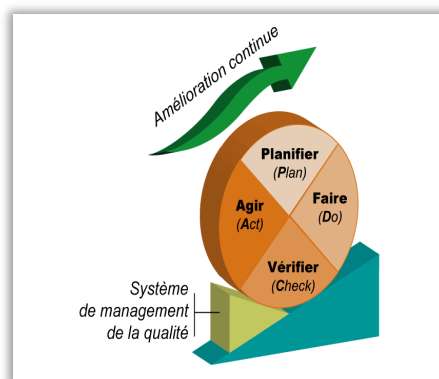 Amélioration continue
Planifier
(Plan)
Faire
(Do)
Agir
(Act)
Vérifier
(Check)
Système
de management
de la qualité